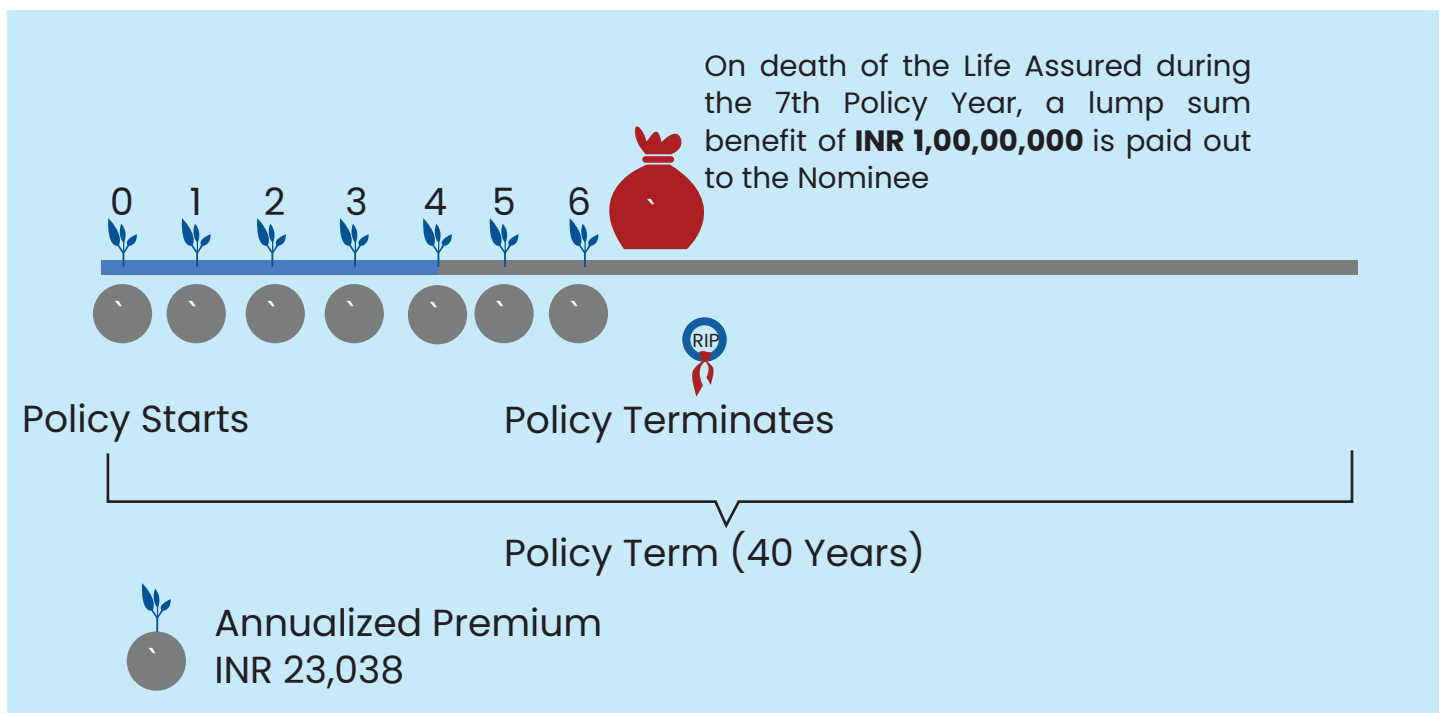 On death of the Life Assured during
the 7th Policy Year, a lump sum
benefit of INR 1,00,00,000 is paid out
to the Nominee
0 1 2 3 4 5 6
`
` ` ` ` ` ` `
RIP
Policy Starts
Policy Terminates
Policy Term (40 Years)
`
Annualized Premium
INR 23,038